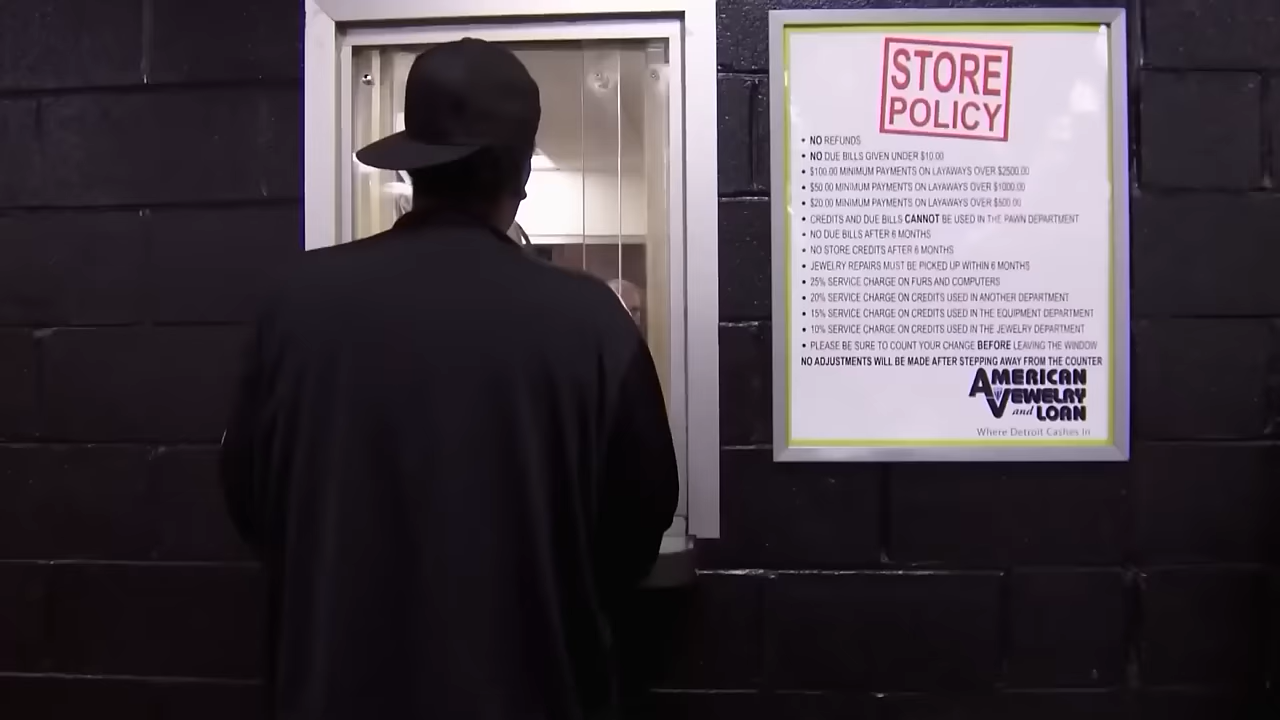 STORE
POLICY
• NO REFUNDS
• NO DUE BILLS GIVEN UNDER $10.00
• $100.00 MINIMUM PAYMENTS ON LAYAWAYS OVER $2500.00
• $50.00 MINIMUM PAYMENTS ON LAYAWAYS OVER $1000.00
• $20.00 MINIMUM PAYMENTS ON LAYAWAYS OVER $500.00
• CREDITS AND DUE BILLS CANNOT BE USED IN THE PAWN DEPARTMENT
• NO DUE BILLS AFTER 6 MONTHS
• NO STORE CREDITS AFTER 6 MONTHS
• JEWELRY REPAIRS MUST BE PICKED UP WITHIN 6 MONTHS
• 25% SERVICE CHARGE ON FURS AND COMPUTERS
• 20% SERVICE CHARGE ON CREDITS USED IN ANOTHER DEPARTMENT
• 15% SERVICE CHARGE ON CREDITS USED IN THE EQUIPMENT DEPARTMENT
• 10% SERVICE CHARGE ON CREDITS USED IN THE JEWELRY DEPARTMENT
• PLEASE BE SURE TO COUNT YOUR CHANGE BEFORE LEAVING THE WINDOW
NO ADJUSTMENTS WILL BE MADE AFTER STEPPING AWAY FROM THE COUNTER
AMERICAN
JEWELRY
and LOAN
Where Detroit Cashes In